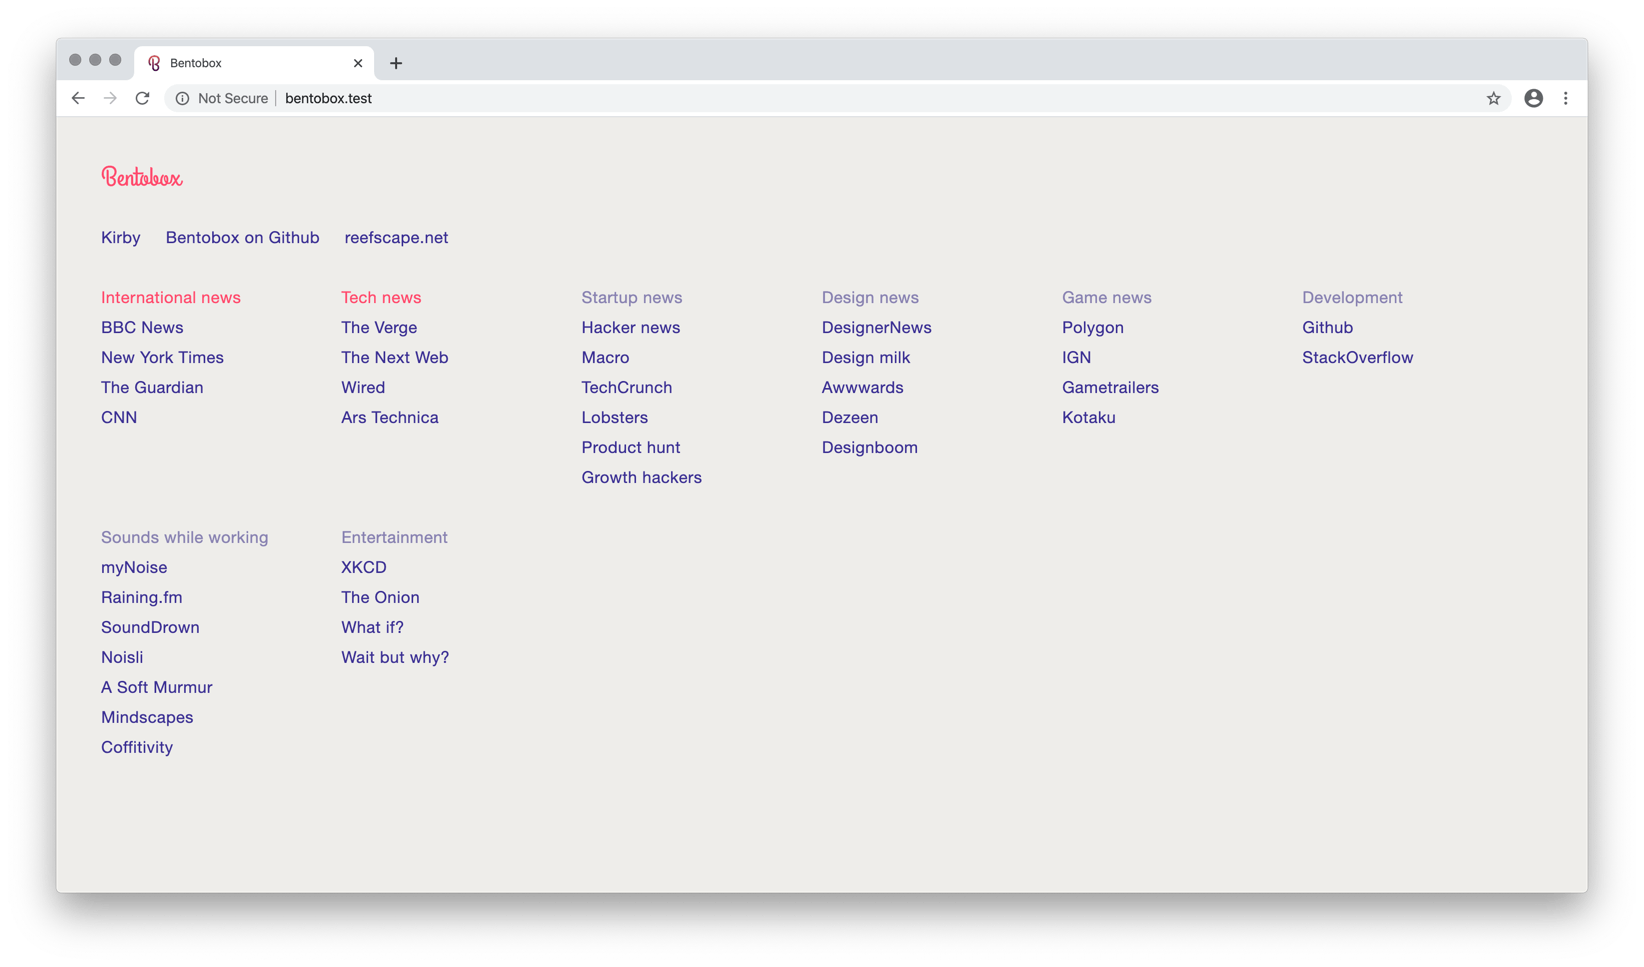 Bentobox
Not Secure | bentobox.test
Bentobox
Kirby Bentobox on Github reefscape.net
International news
BBC News
New York Times
The Guardian
CNN
Tech news
The Verge
The Next Web
Wired
Ars Technica
Startup news
Hacker news
Macro
TechCrunch
Lobsters
Product hunt
Growth hackers
Design news
DesignerNews
Design milk
Awwwards
Dezeen
Designboom
Game news
Polygon
IGN
Gametrailers
Kotaku
Development
Github
StackOverflow
Sounds while working
myNoise
Raining.fm
SoundDrown
Noisli
A Soft Murmur
Mindscapes
Coffitivity
Entertainment
XKCD
The Onion
What if?
Wait but why?